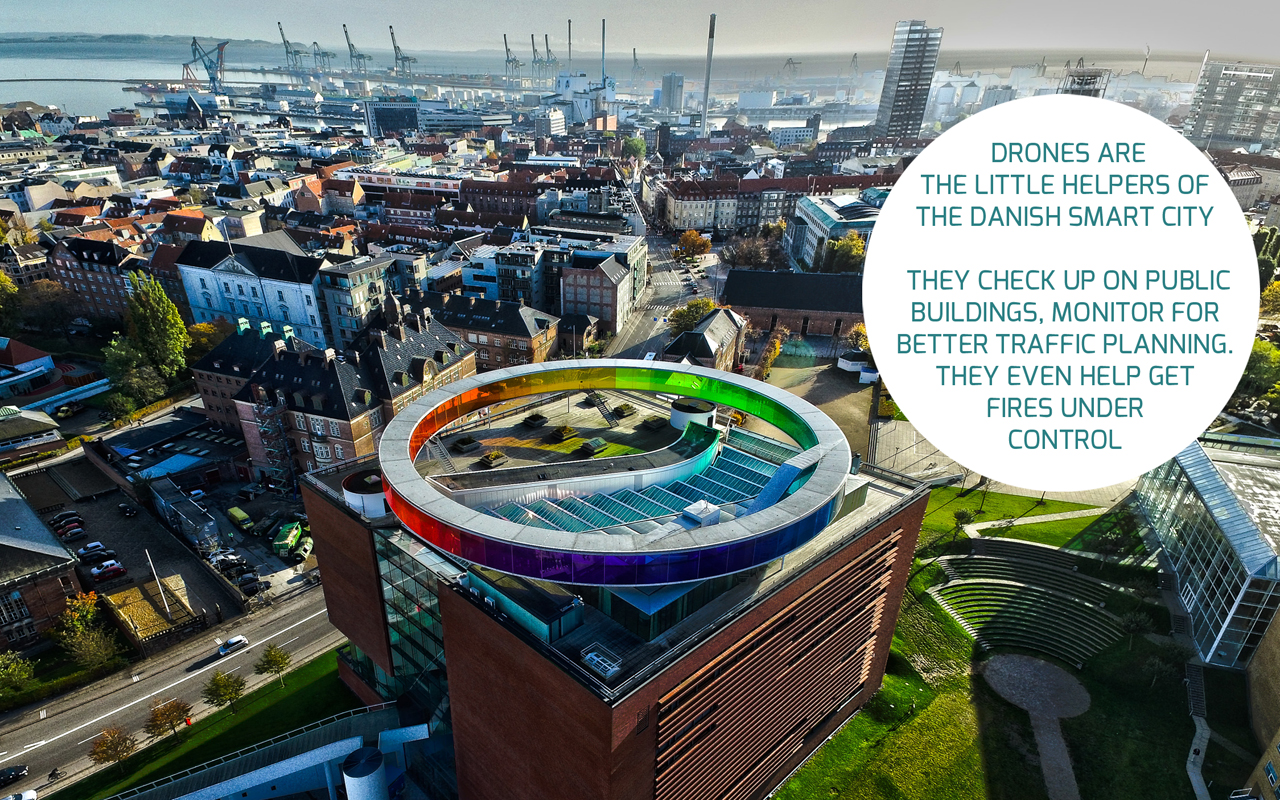 DRONES ARE
THE LITTLE HELPERS OF
THE DANISH SMART CITY
THEY CHECK UP ON PUBLIC
BUILDINGS, MONITOR FOR
BETTER TRAFFIC PLANNING.
THEY EVEN HELP GET
FIRES UNDER
CONTROL